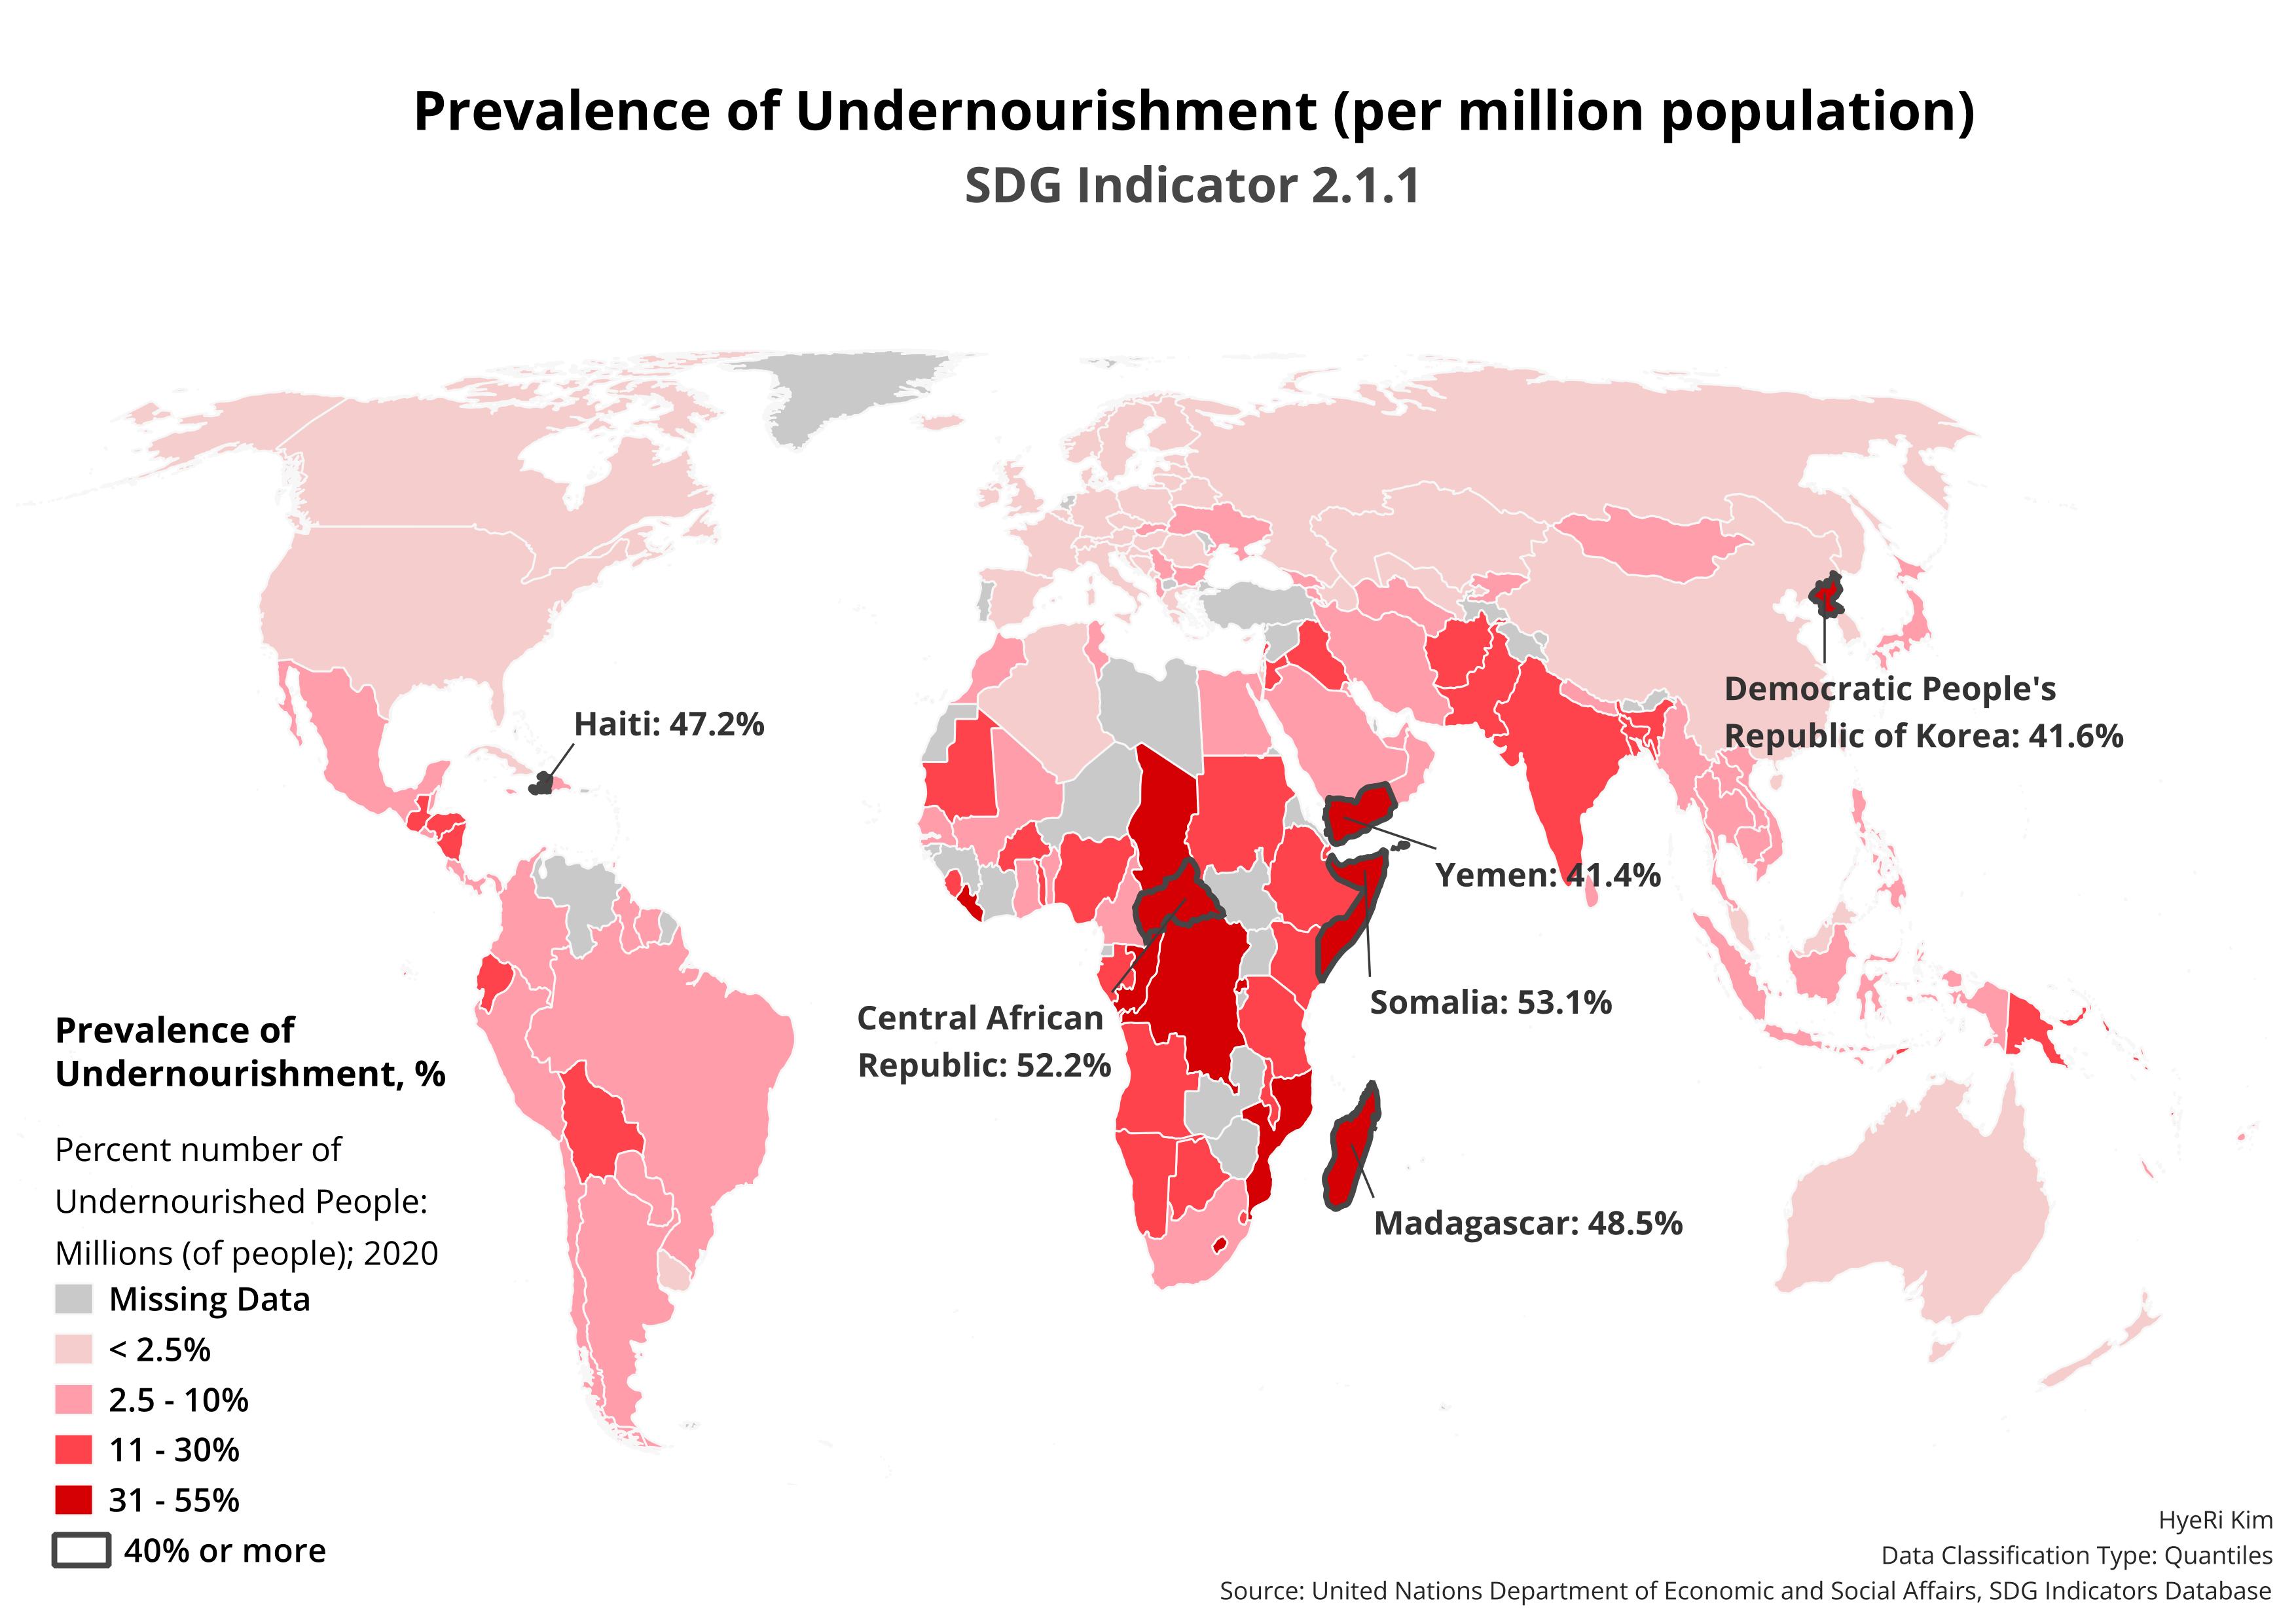 Prevalence of Undernourishment (per million population)
SDG Indicator 2.1.1
Haiti: 47.2%
Democratic People's
Republic of Korea: 41.6%
Yemen: 41.4%
Somalia: 53.1%
Central African
Republic: 52.2%
Madagascar: 48.5%
Prevalence of
Undernourishment, %
Percent number of
Undernourished People:
Millions (of people); 2020
Missing Data
< 2.5%
2.5 - 10%
11 - 30%
31 - 55%
40% or more
HyeRi Kim
Data Classification Type: Quantiles
Source: United Nations Department of Economic and Social Affairs, SDG Indicators Database